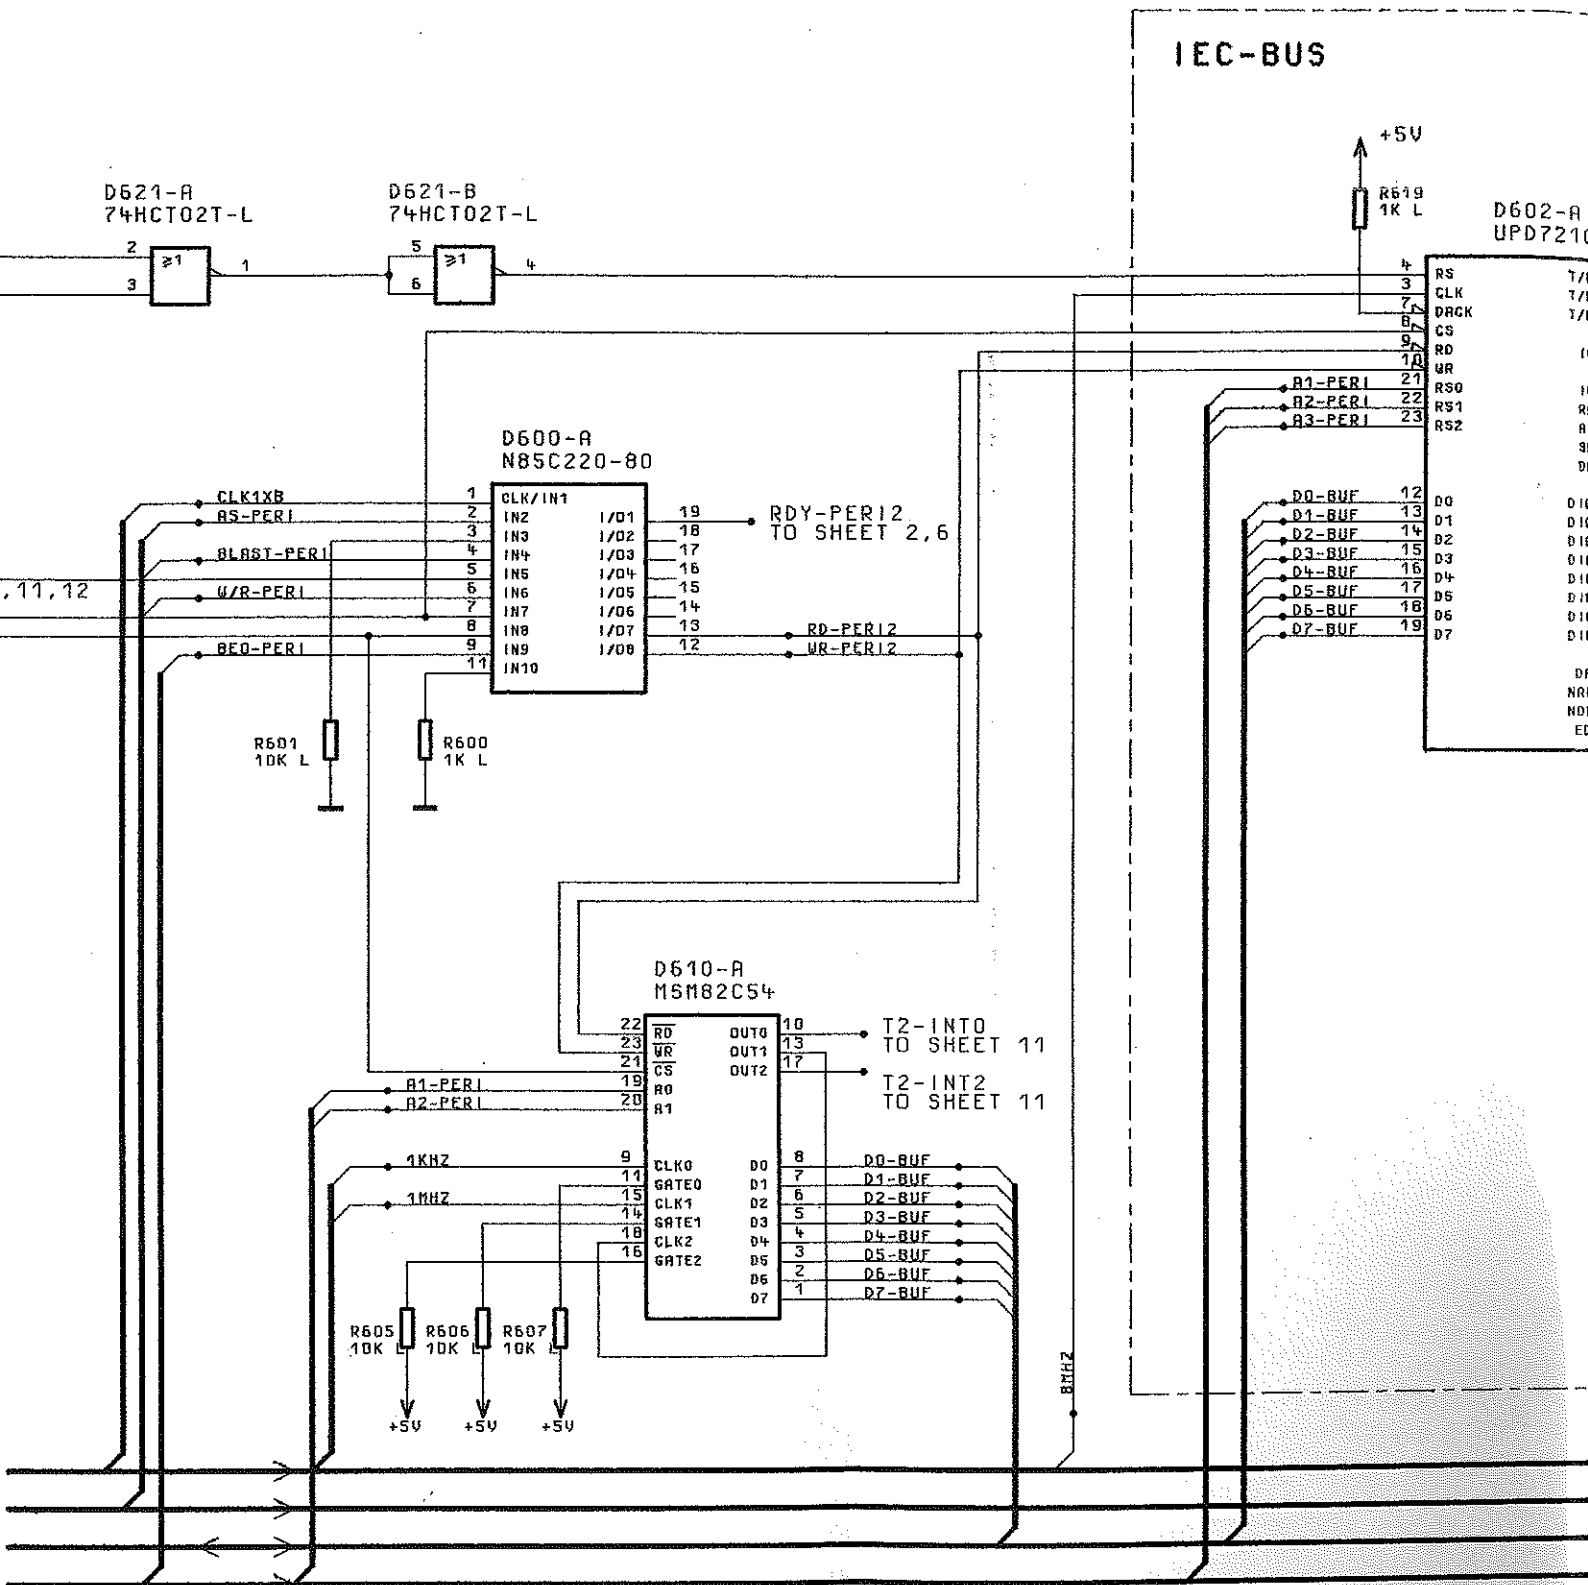 IEC-BUS
+5V
R619
1K L
D621-A
74HCT02T-L
2
3
≥1
1
D621-B
74HCT02T-L
5
6
≥1
4
D602-A
UPD7210
4 RS
3 CLK
7 DACK
8 CS
9 RD
10 WR
A1-PERI 21 RS0
A2-PERI 22 RS1
A3-PERI 23 RS2
D0-BUF 12 D0
D1-BUF 13 D1
D2-BUF 14 D2
D3-BUF 15 D3
D4-BUF 16 D4
D5-BUF 17 D5
D6-BUF 18 D6
D7-BUF 19 D7
D600-A
N85C220-80
CLK1XB 1 CLK/IN1
AS-PERI 2 IN2
3 IN3
BLAST-PERI 4 IN4
5 IN5
W/R-PERI 6 IN6
7 IN7
8 IN8
BE0-PERI 9 IN9
11 IN10
I/O1 19
I/O2 18
I/O3 17
I/O4 16
I/O5 15
I/O6 14
I/O7 13 RD-PERI2
I/O8 12 WR-PERI2
RDY-PERI2
TO SHEET 2,6
,11,12
R601
10K L
R600
1K L
D610-A
MSM82C54
22 RD
23 WR
21 CS
A1-PERI 19 A0
A2-PERI 20 A1
1KHZ 9 CLK0
11 GATE0
1MHZ 15 CLK1
14 GATE1
18 CLK2
16 GATE2
OUT0 10
OUT1 13
OUT2 17
T2-INT0
TO SHEET 11
T2-INT2
TO SHEET 11
D0 8 D0-BUF
D1 7 D1-BUF
D2 6 D2-BUF
D3 5 D3-BUF
D4 4 D4-BUF
D5 3 D5-BUF
D6 2 D6-BUF
D7 1 D7-BUF
R605
10K L
R606
10K L
R607
10K L
+5V
+5V
+5V
8MHZ